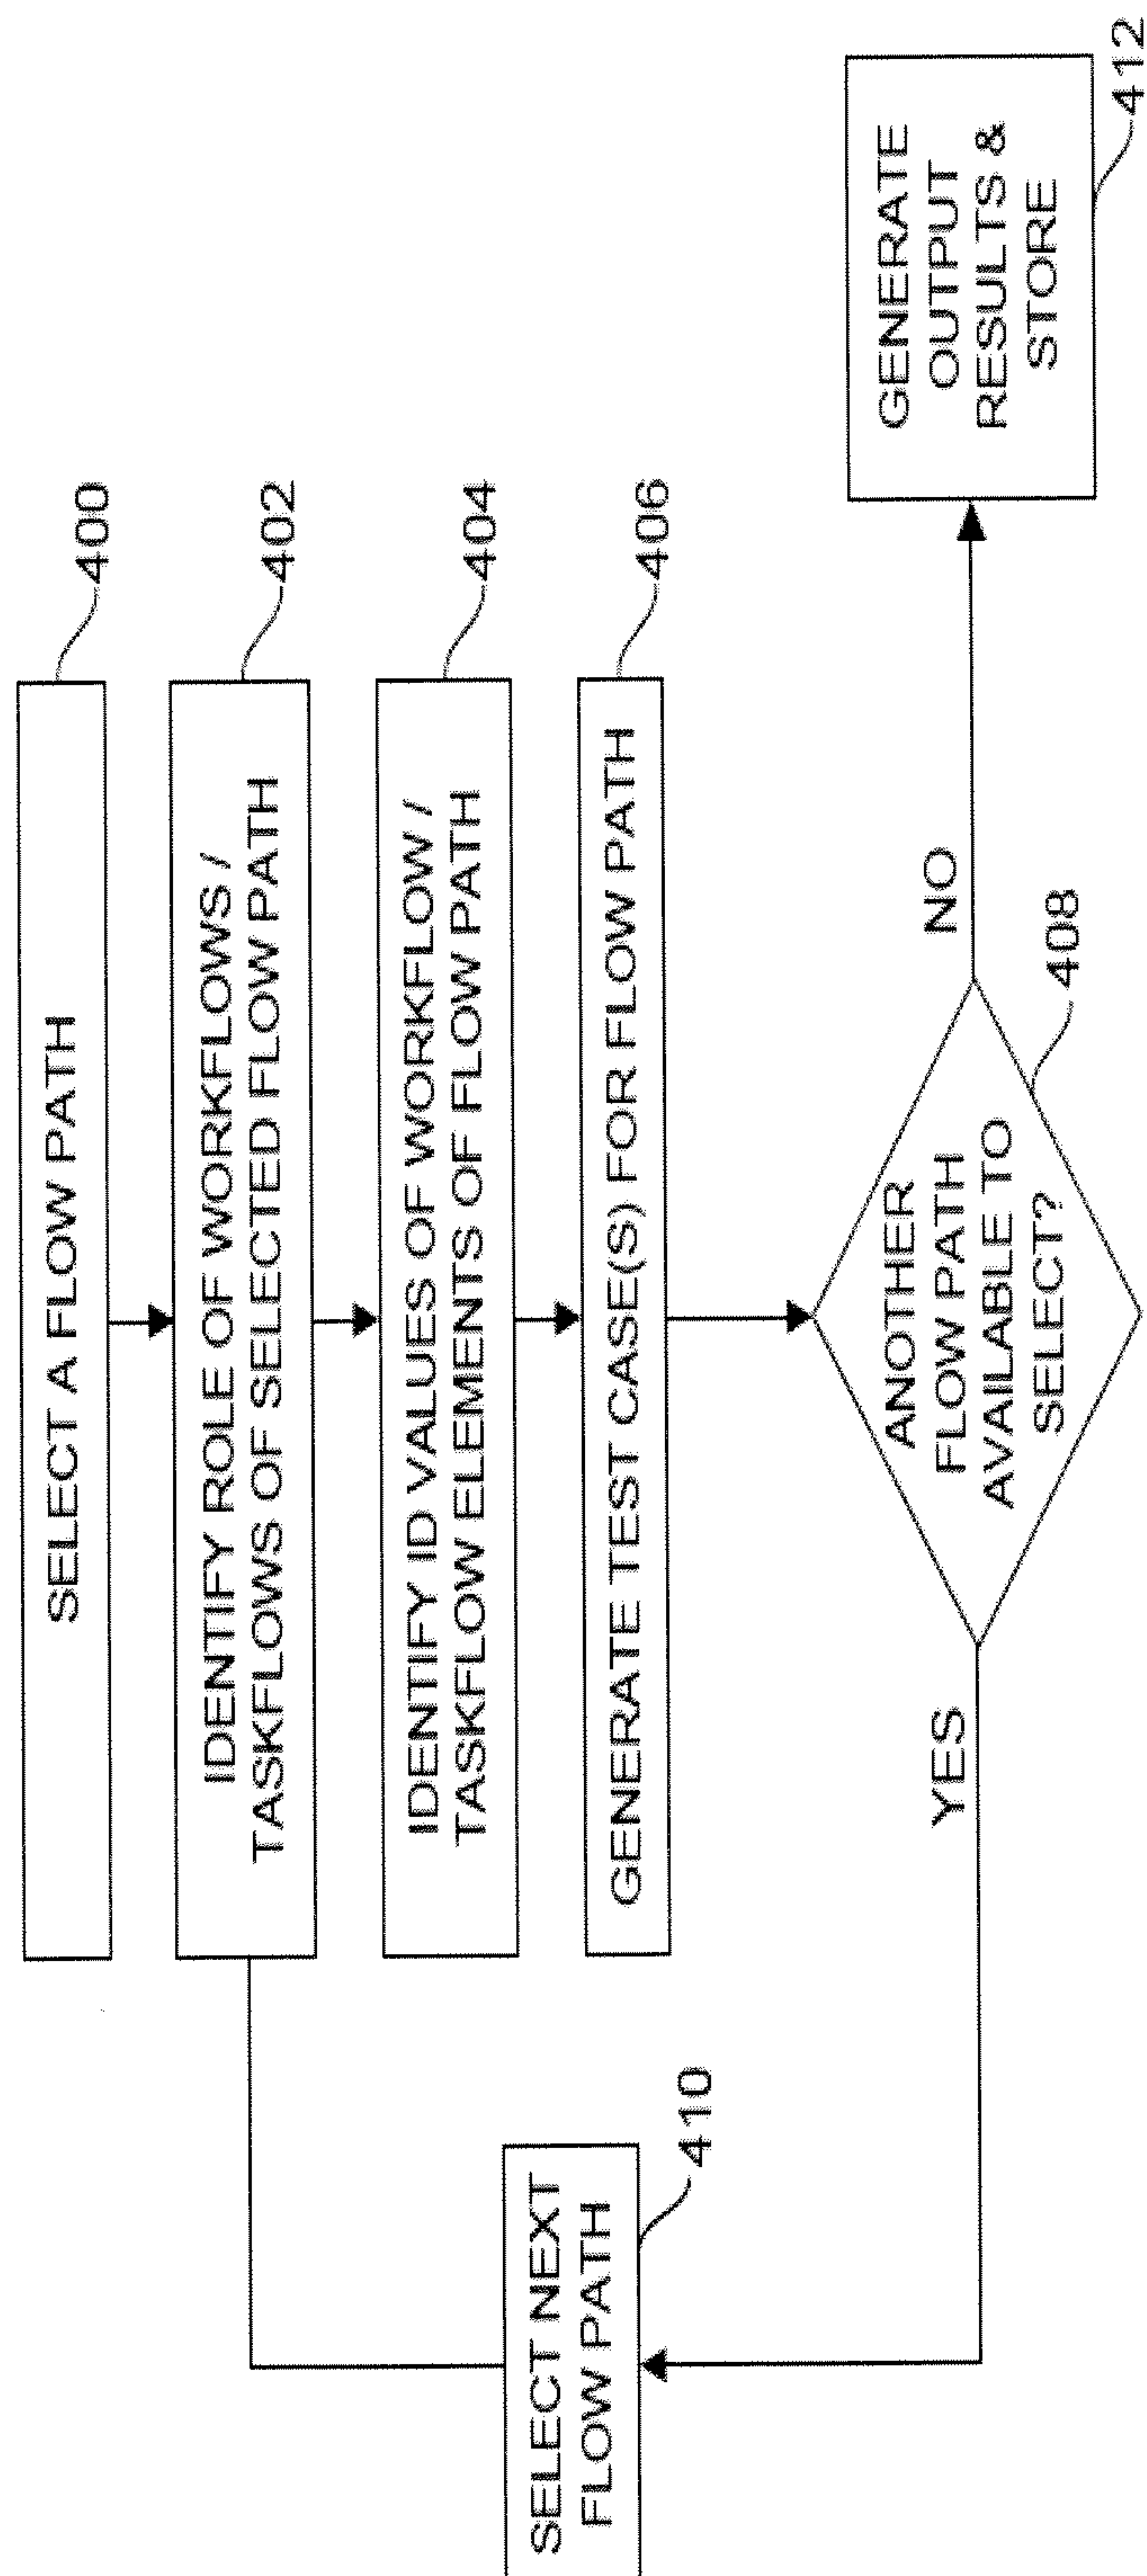 SELECT A FLOW PATH
400
IDENTIFY ROLE OF WORKFLOWS /
TASKFLOWS OF SELECTED FLOW PATH
402
IDENTIFY ID VALUES OF WORKFLOW /
TASKFLOW ELEMENTS OF FLOW PATH
404
GENERATE TEST CASE(S) FOR FLOW PATH
406
ANOTHER
FLOW PATH
AVAILABLE TO
SELECT?
408
YES
NO
SELECT NEXT
FLOW PATH
410
GENERATE
OUTPUT
RESULTS &
STORE
412